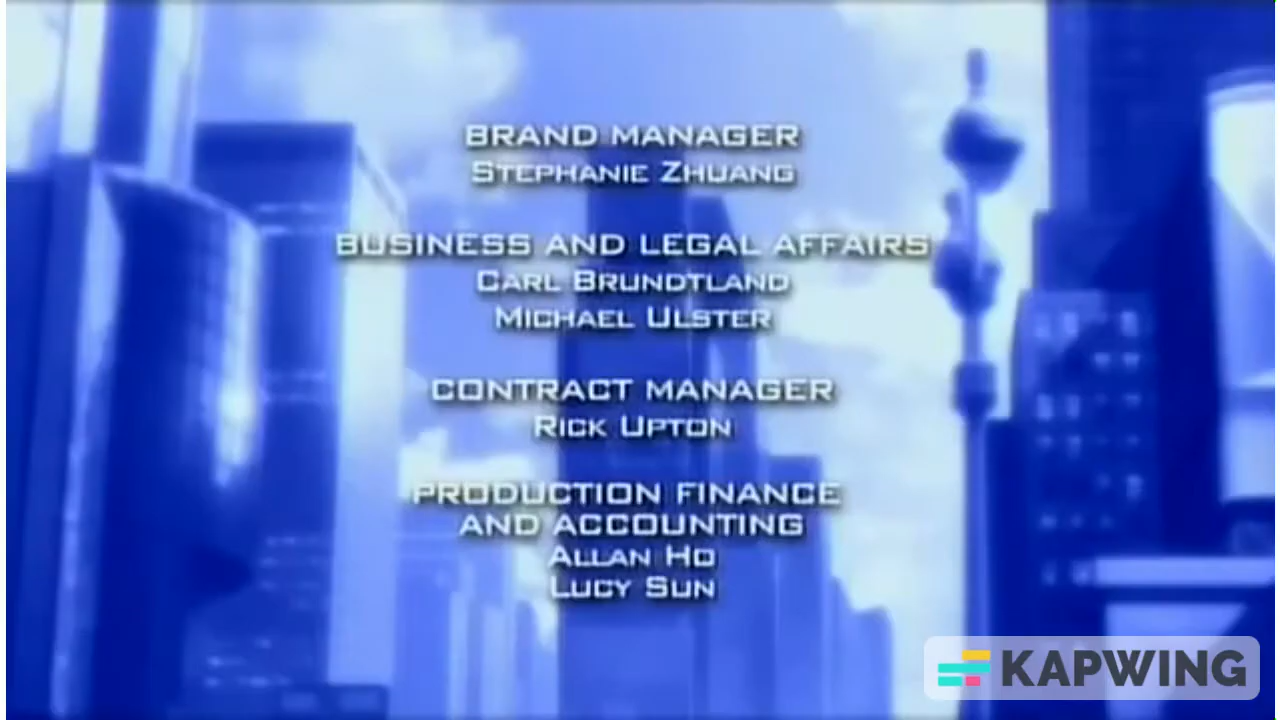 BRAND MANAGER
STEPHANIE ZHUANG
BUSINESS AND LEGAL AFFAIRS
CARL BRUNDTLAND
MICHAEL ULSTER
CONTRACT MANAGER
RICK UPTON
PRODUCTION FINANCE
AND ACCOUNTING
ALLAN HO
LUCY SUN
KAPWING